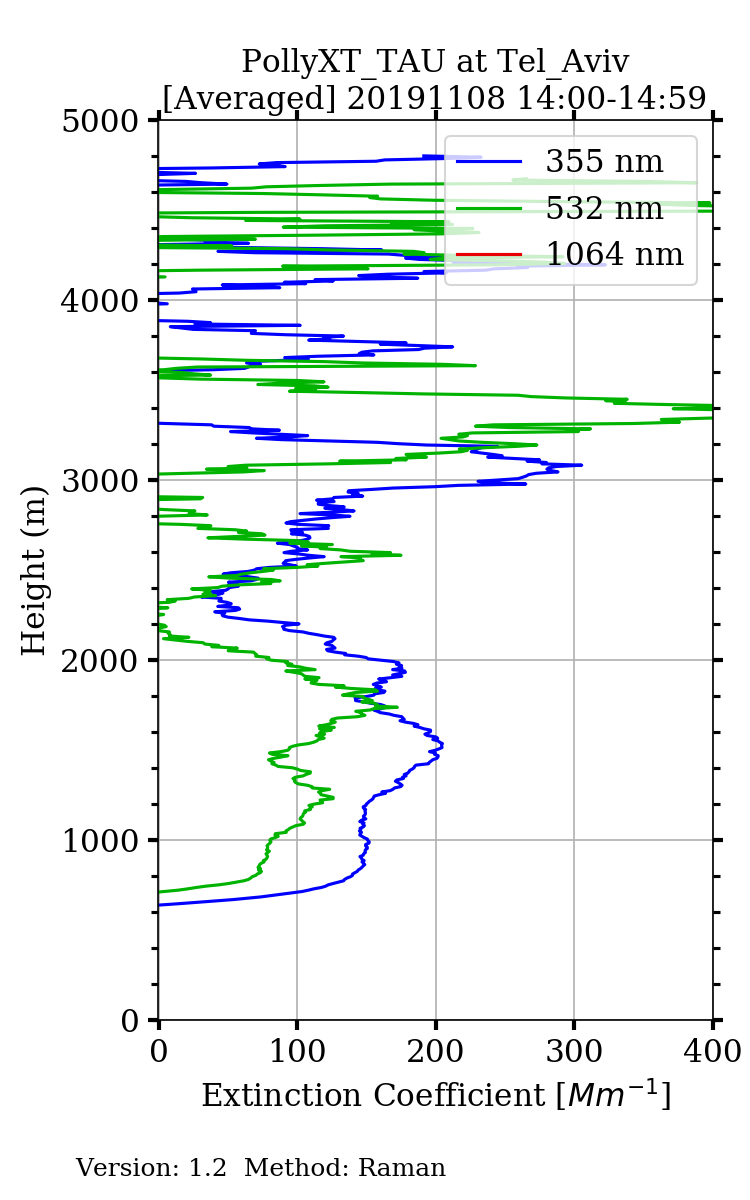 PollyXT_TAU at Tel_Aviv
[Averaged] 20191108 14:00-14:59
5000
355 nm
532 nm
1064 nm
4000
3000
Height (m)
2000
1000
0
0 100 200 300 400
Extinction Coefficient [Mm⁻¹]
Version: 1.2 Method: Raman